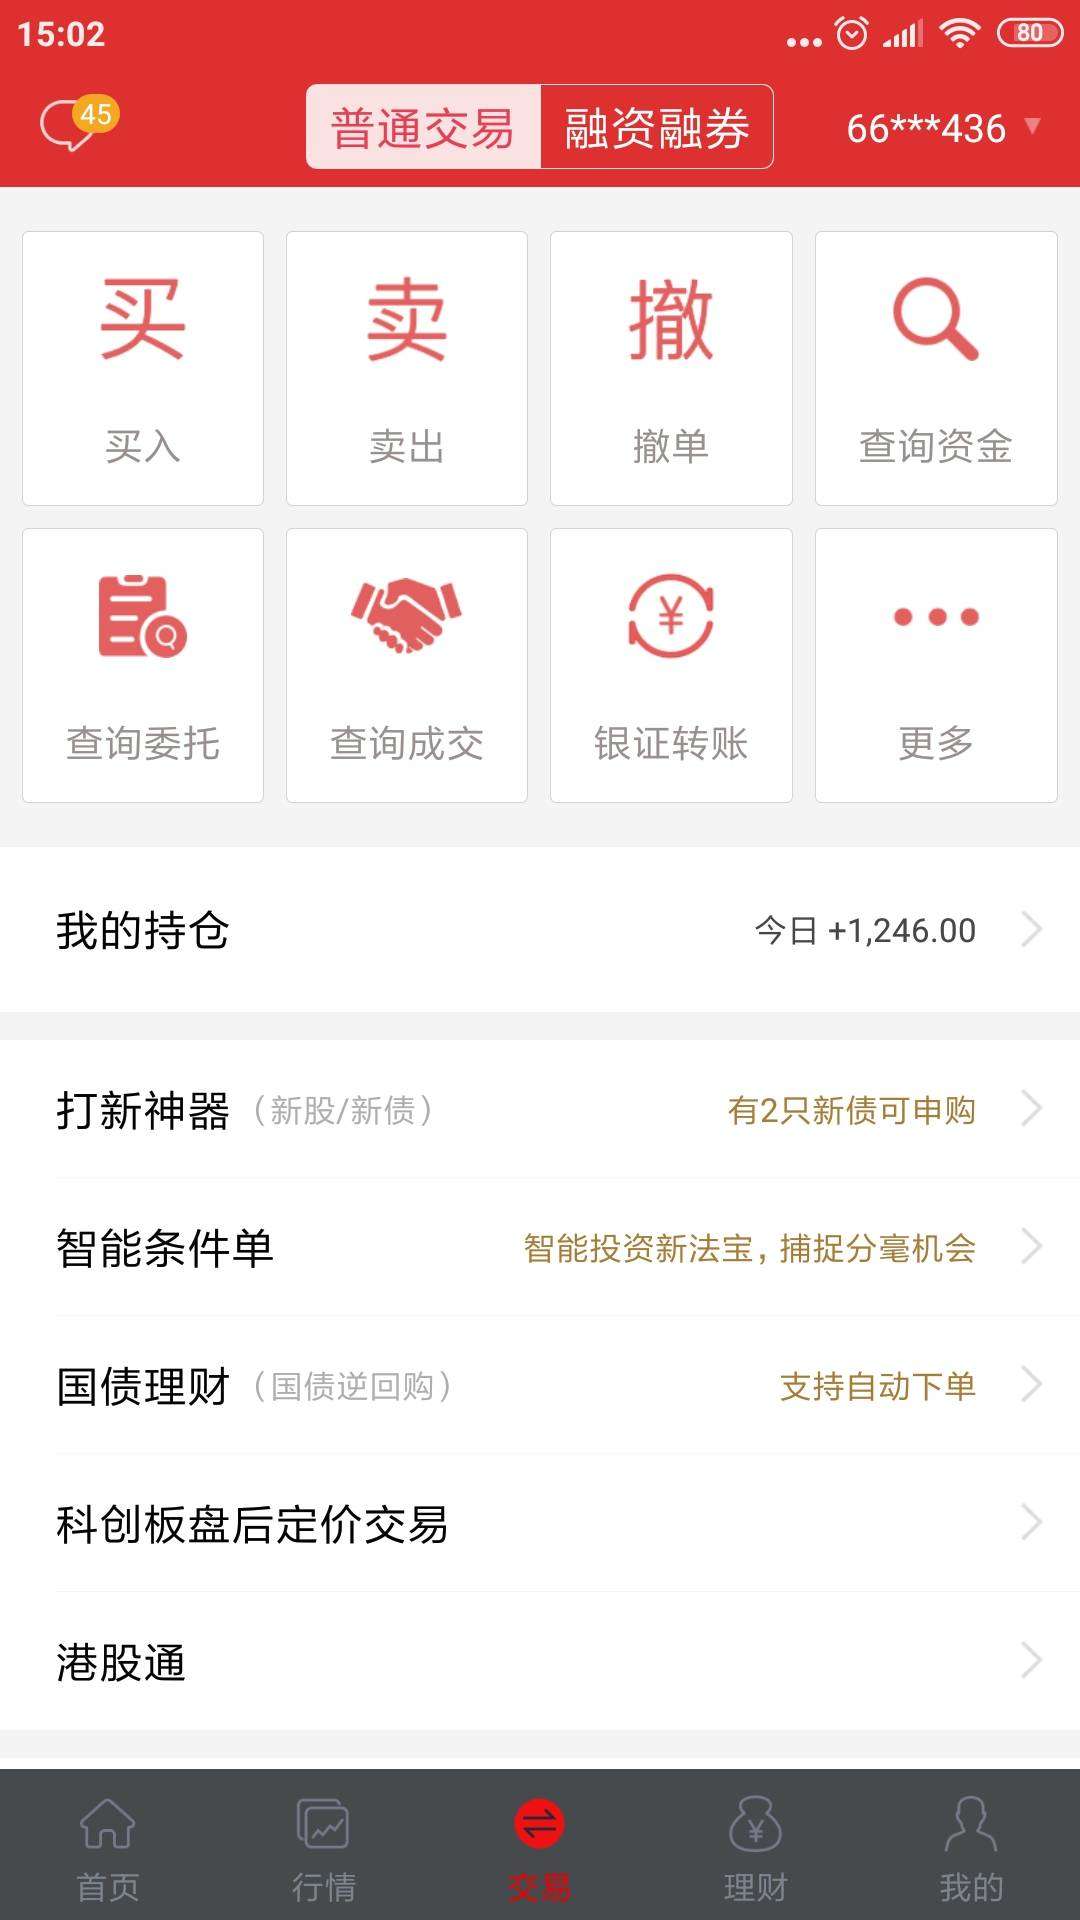 15:02 80
45 普通交易 融资融券 66***436
买 卖 撤
买入 卖出 撤单 查询资金
¥
查询委托 查询成交 银证转账 更多
我的持仓 今日 +1,246.00
打新神器（新股/新债） 有2只新债可申购
智能条件单 智能投资新法宝，捕捉分毫机会
国债理财（国债逆回购） 支持自动下单
科创板盘后定价交易
港股通
¥
首页 行情 交易 理财 我的